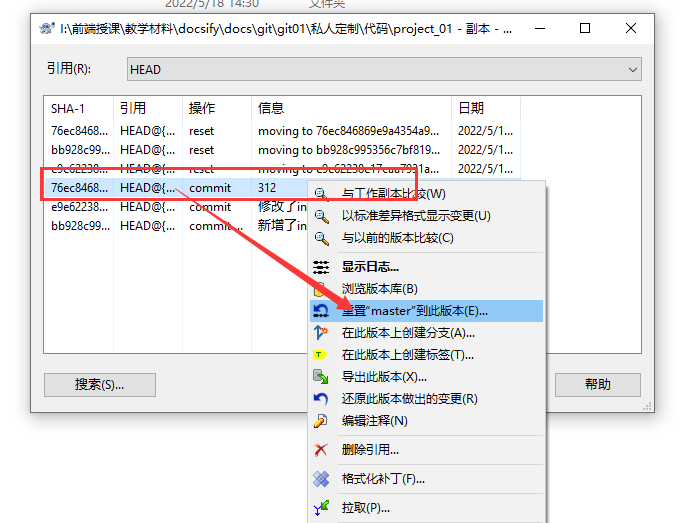 2022/5/18 14:30 文件夹
I:\前端授课\教学材料\docsify\docs\git\git01\私人定制\代码\project_01 - 副本 - ...
引用(R):
HEAD
SHA-1 引用 操作 信息 日期
76ec8468... HEAD@{... reset moving to 76ec846869e9a4354a9... 2022/5/1...
bb928c99... HEAD@{... reset moving to bb928c995356c7bf819... 2022/5/1...
e9c62238... HEAD@{... reset moving to 2022/5/1...
76ec8468... HEAD@{... commit 312
e9e62238... HEAD@{... commit 修改了in
bb928c99... HEAD@{... commit ... 新增了in
与工作副本比较(W)
以标准差异格式显示变更(U)
与以前的版本比较(C)
显示日志...
浏览版本库(B)
重置“master”到此版本(E)...
在此版本上创建分支(A)...
在此版本上创建标签(T)...
导出此版本(X)...
还原此版本做出的变更(R)
编辑注释(N)
删除引用...
格式化补丁(F)...
拉取(P)...
搜索(S)...
帮助